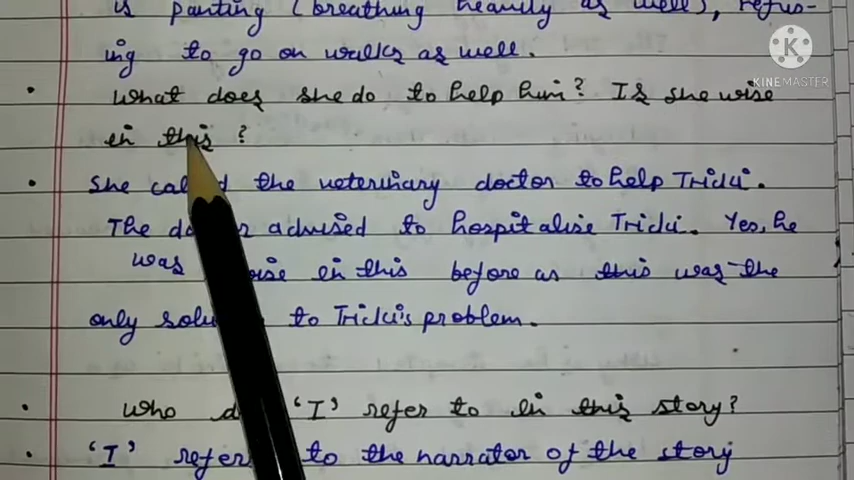 is panting (breathing heavily as well), refus-
ing to go on walks as well.
What does she do to help him? Is she wise
in this?
She called the veterinary doctor to help Tricki.
The advised to hospitalise Tricki. Yes, he
was in this before as this was the
only to Tricki's problem.
Who 'I' refer to in this story?
'I' to the narrator of the story
K
KINEMASTER